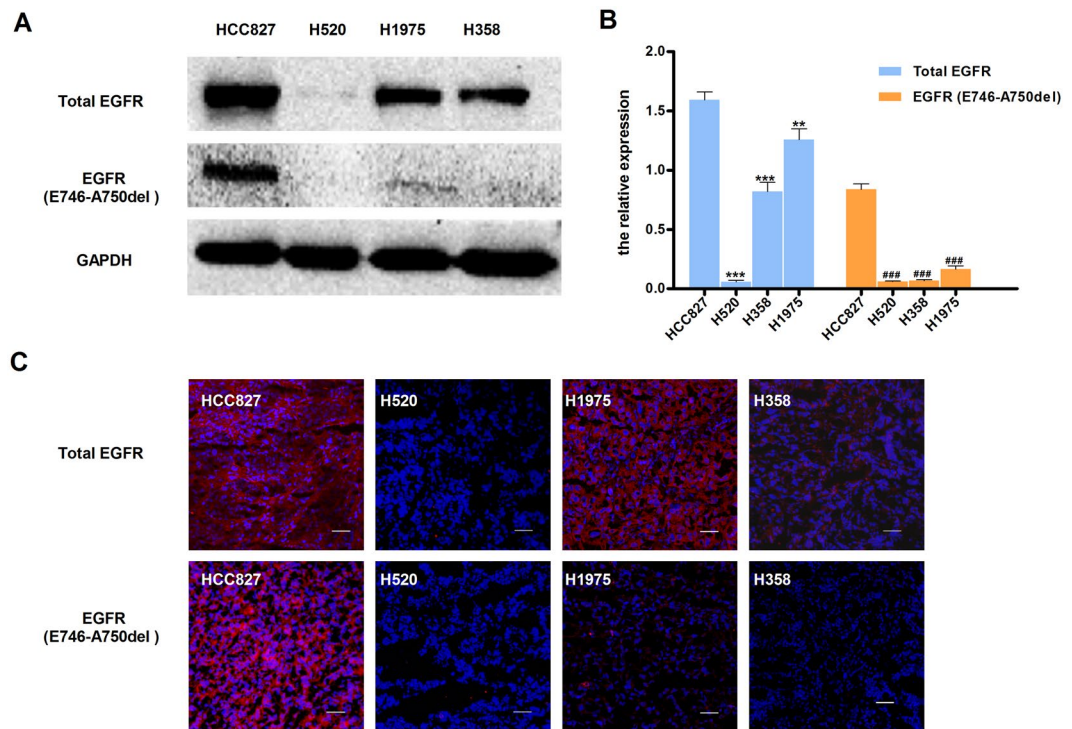 A
HCC827 H520 H1975 H358
Total EGFR
EGFR
(E746-A750del )
GAPDH
B
the relative expression
2.0
1.5
1.0
0.5
0.0
Total EGFR
EGFR (E746-A750del)
***
***
**
###
###
###
HCC827
H520
H358
H1975
HCC827
H520
H358
H1975
C
Total EGFR
HCC827 H520 H1975 H358
EGFR
(E746-A750del )
HCC827 H520 H1975 H358